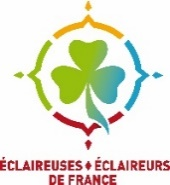 ÉCLAIREUSES ♦ ÉCLAIREURS
DE FRANCE